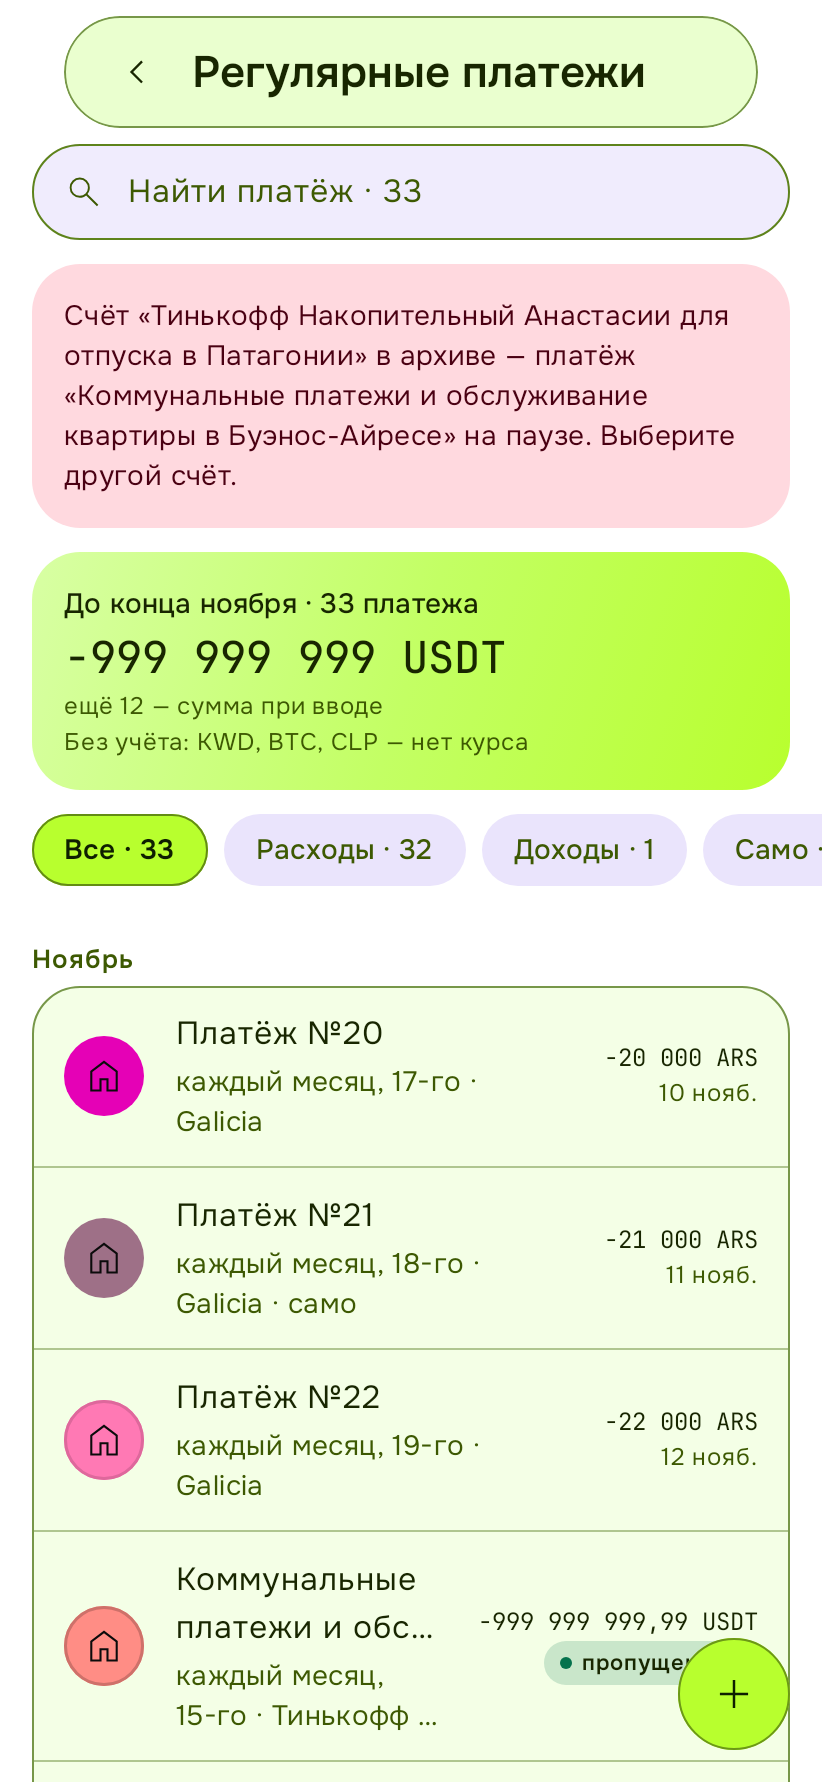 Регулярные платежи
Найти платёж · 33
Счёт «Тинькофф Накопительный Анастасии для
отпуска в Патагонии» в архиве — платёж
«Коммунальные платежи и обслуживание
квартиры в Буэнос-Айресе» на паузе. Выберите
другой счёт.
До конца ноября · 33 платежа
-999 999 999 USDT
ещё 12 — сумма при вводе
Без учёта: KWD, BTC, CLP — нет курса
Все · 33
Расходы · 32
Доходы · 1
Само ·
Ноябрь
Платёж №20
каждый месяц, 17-го ·
Galicia
-20 000 ARS
10 нояб.
Платёж №21
каждый месяц, 18-го ·
Galicia · само
-21 000 ARS
11 нояб.
Платёж №22
каждый месяц, 19-го ·
Galicia
-22 000 ARS
12 нояб.
Коммунальные
платежи и обс...
каждый месяц,
15-го · Тинькофф ...
-999 999 999,99 USDT